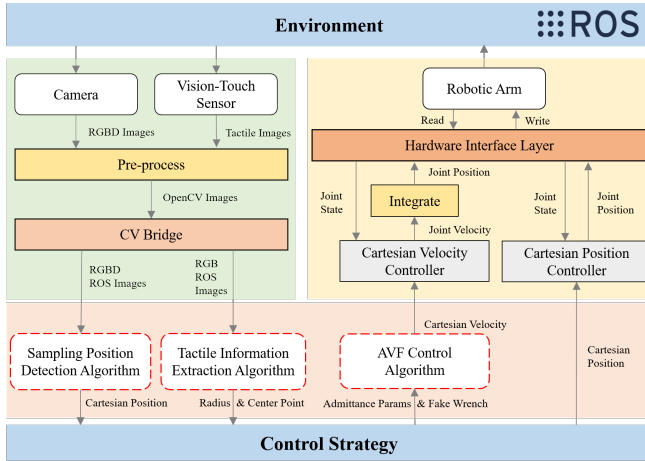 Environment
ROS
Camera
Vision-Touch
Sensor
RGBD Images
Tactile Images
Pre-process
OpenCV Images
CV Bridge
RGBD
ROS Images
RGB
ROS
Images
Robotic Arm
Read
Write
Hardware Interface Layer
Joint
State
Joint Position
Integrate
Joint Velocity
Cartesian Velocity
Controller
Joint
State
Joint
Position
Cartesian Position
Controller
Sampling Position
Detection Algorithm
Tactile Information
Extraction Algorithm
Cartesian Velocity
AVF Control
Algorithm
Cartesian
Position
Cartesian Position
Radius & Center Point
Admittance Params & Fake Wrench
Control Strategy